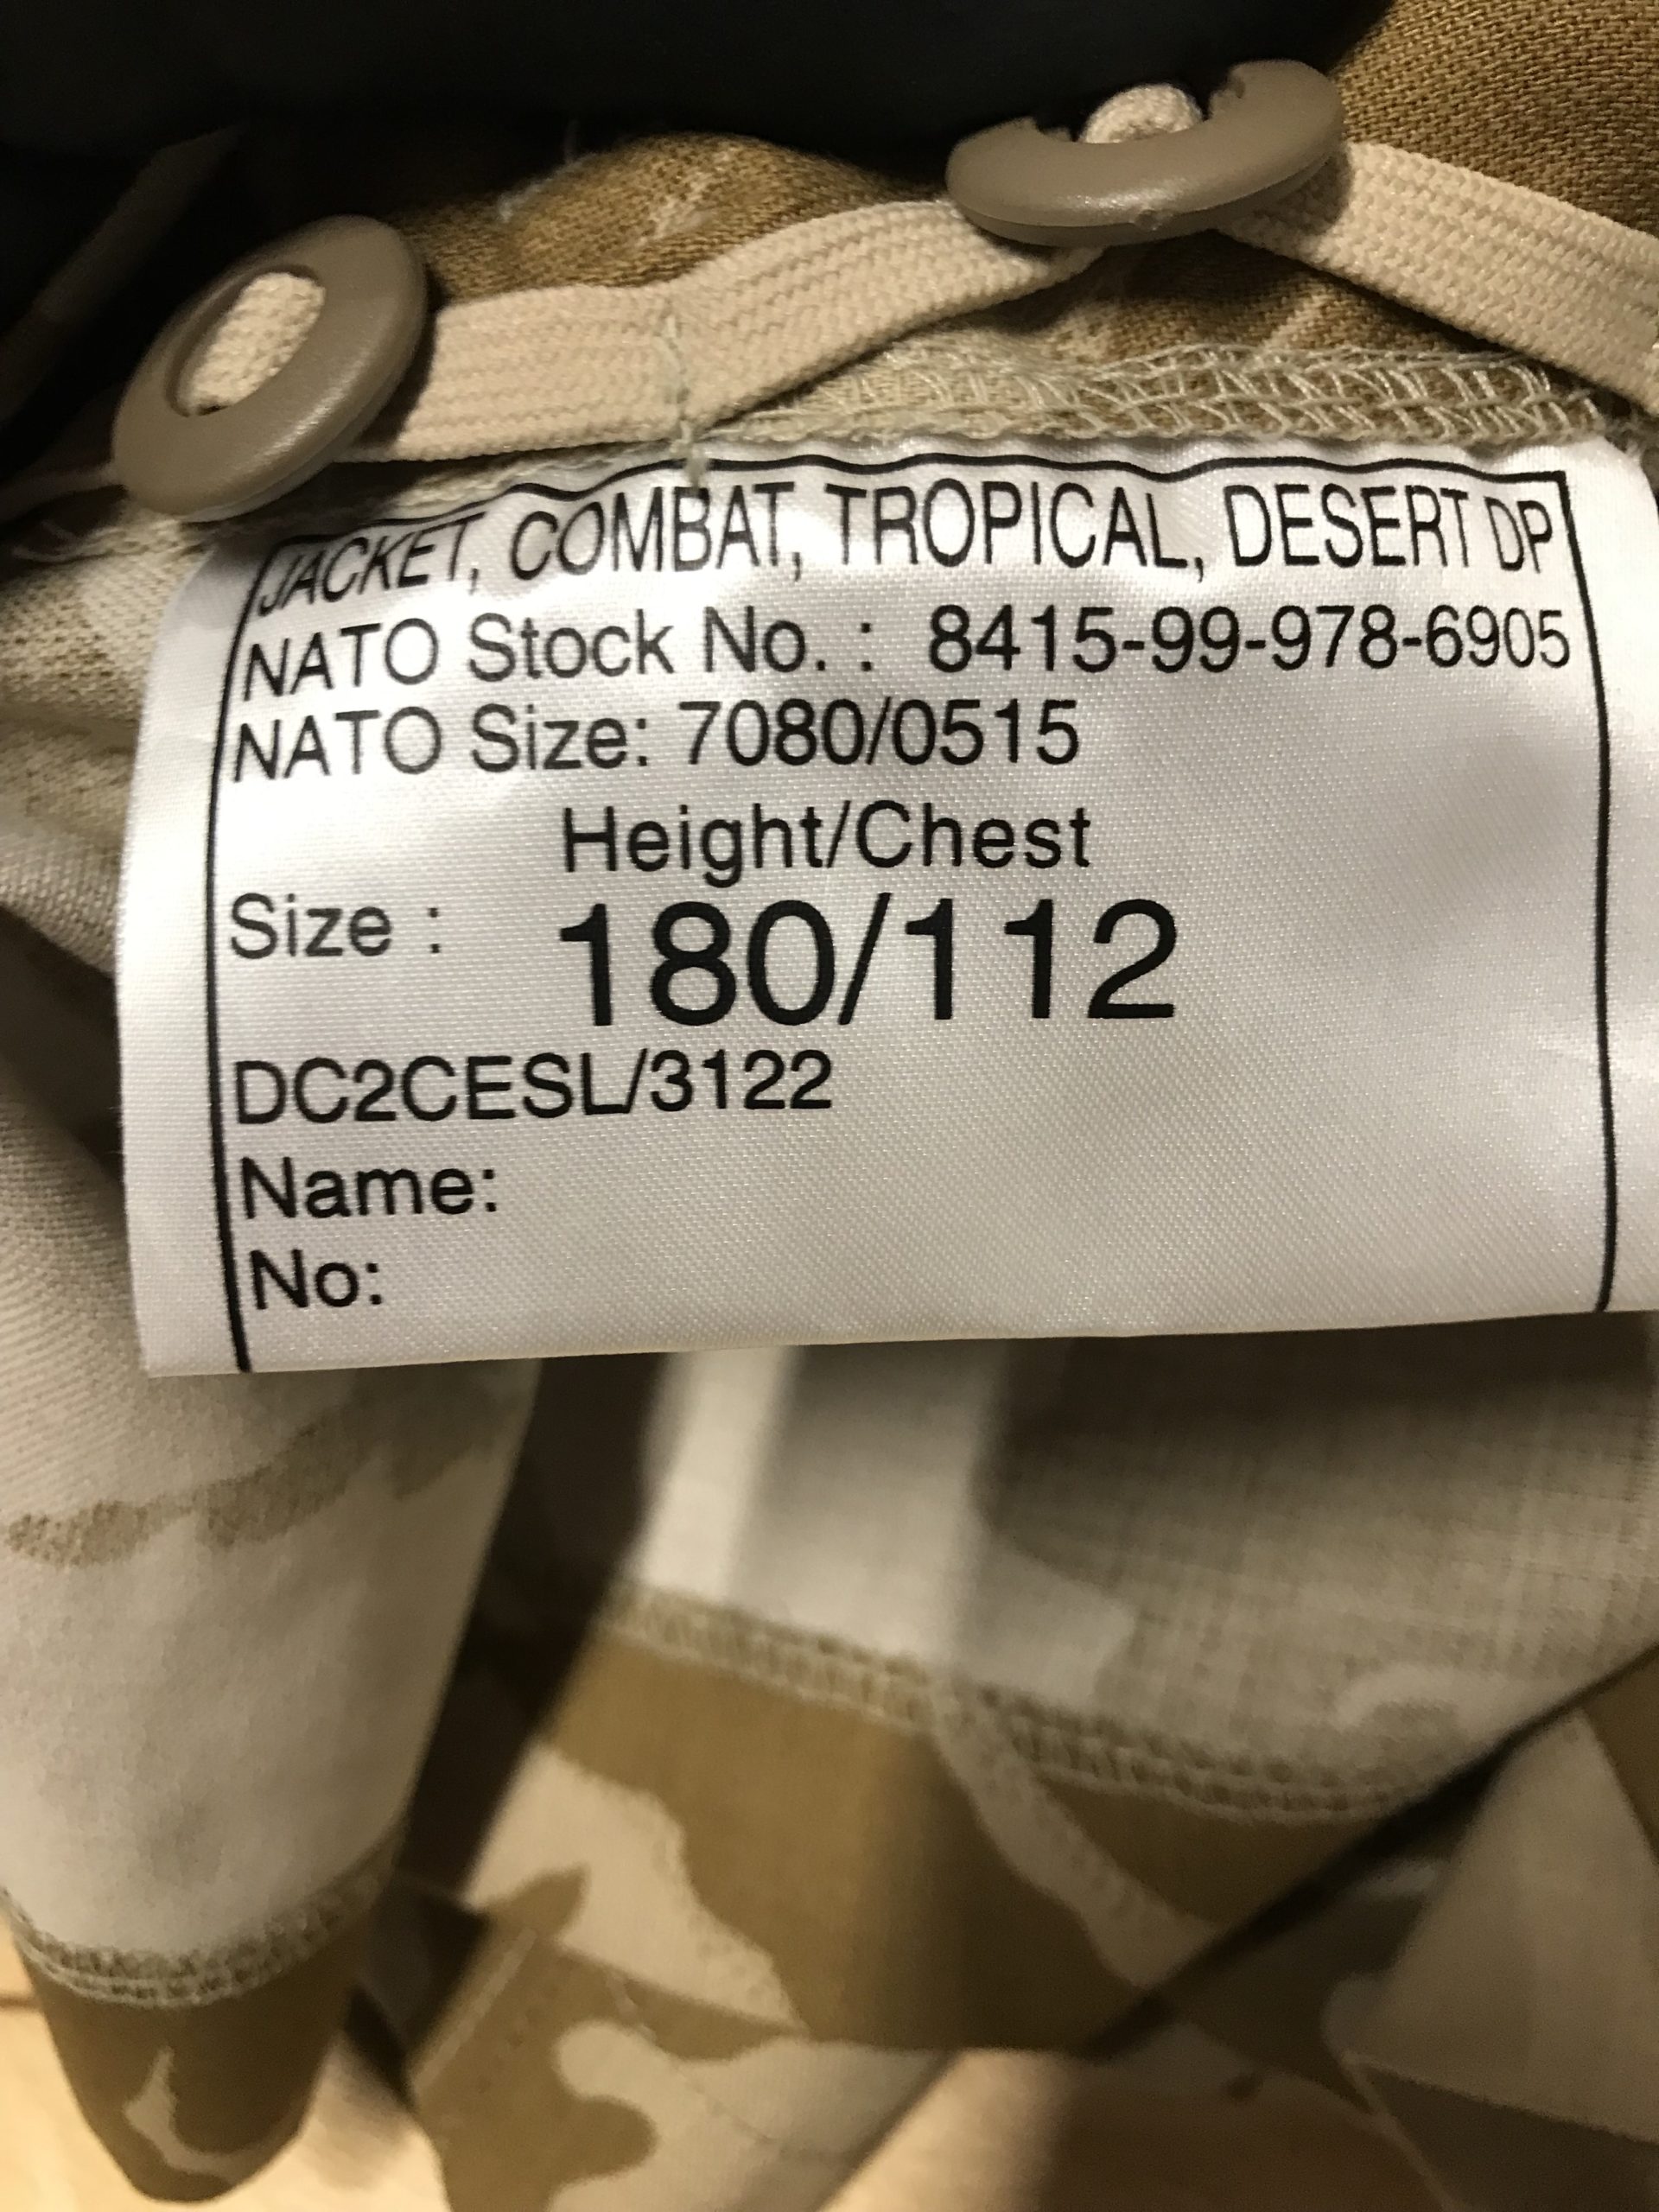 JACKET, COMBAT, TROPICAL, DESERT DP
NATO Stock No. : 8415-99-978-6905
NATO Size: 7080/0515
Height/Chest
Size : 180/112
DC2CESL/3122
Name:
No: